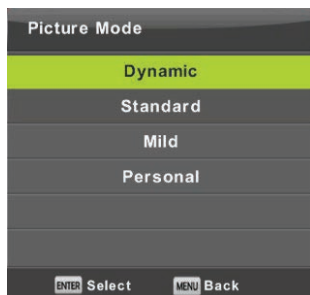 Picture Mode
Dynamic
Standard
Mild
Personal
ENTER Select MENU Back